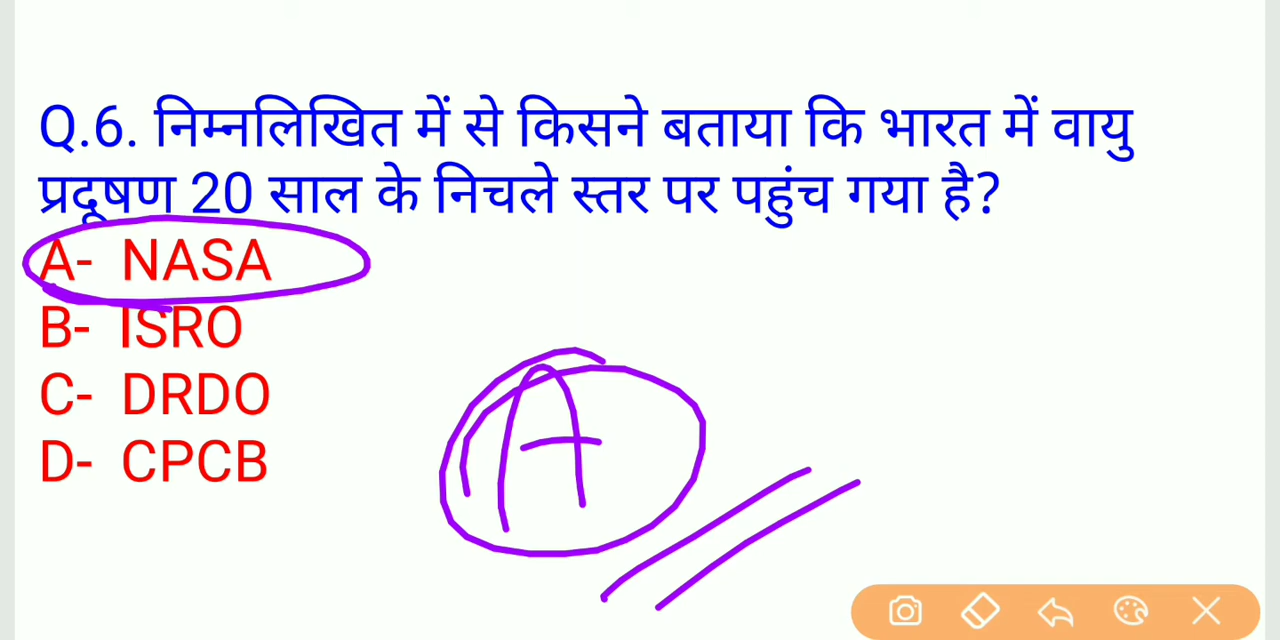 Q.6. निम्नलिखित में से किसने बताया कि भारत में वायु
प्रदूषण 20 साल के निचले स्तर पर पहुंच गया है?
A- NASA
B- ISRO
C- DRDO
D- CPCB
A